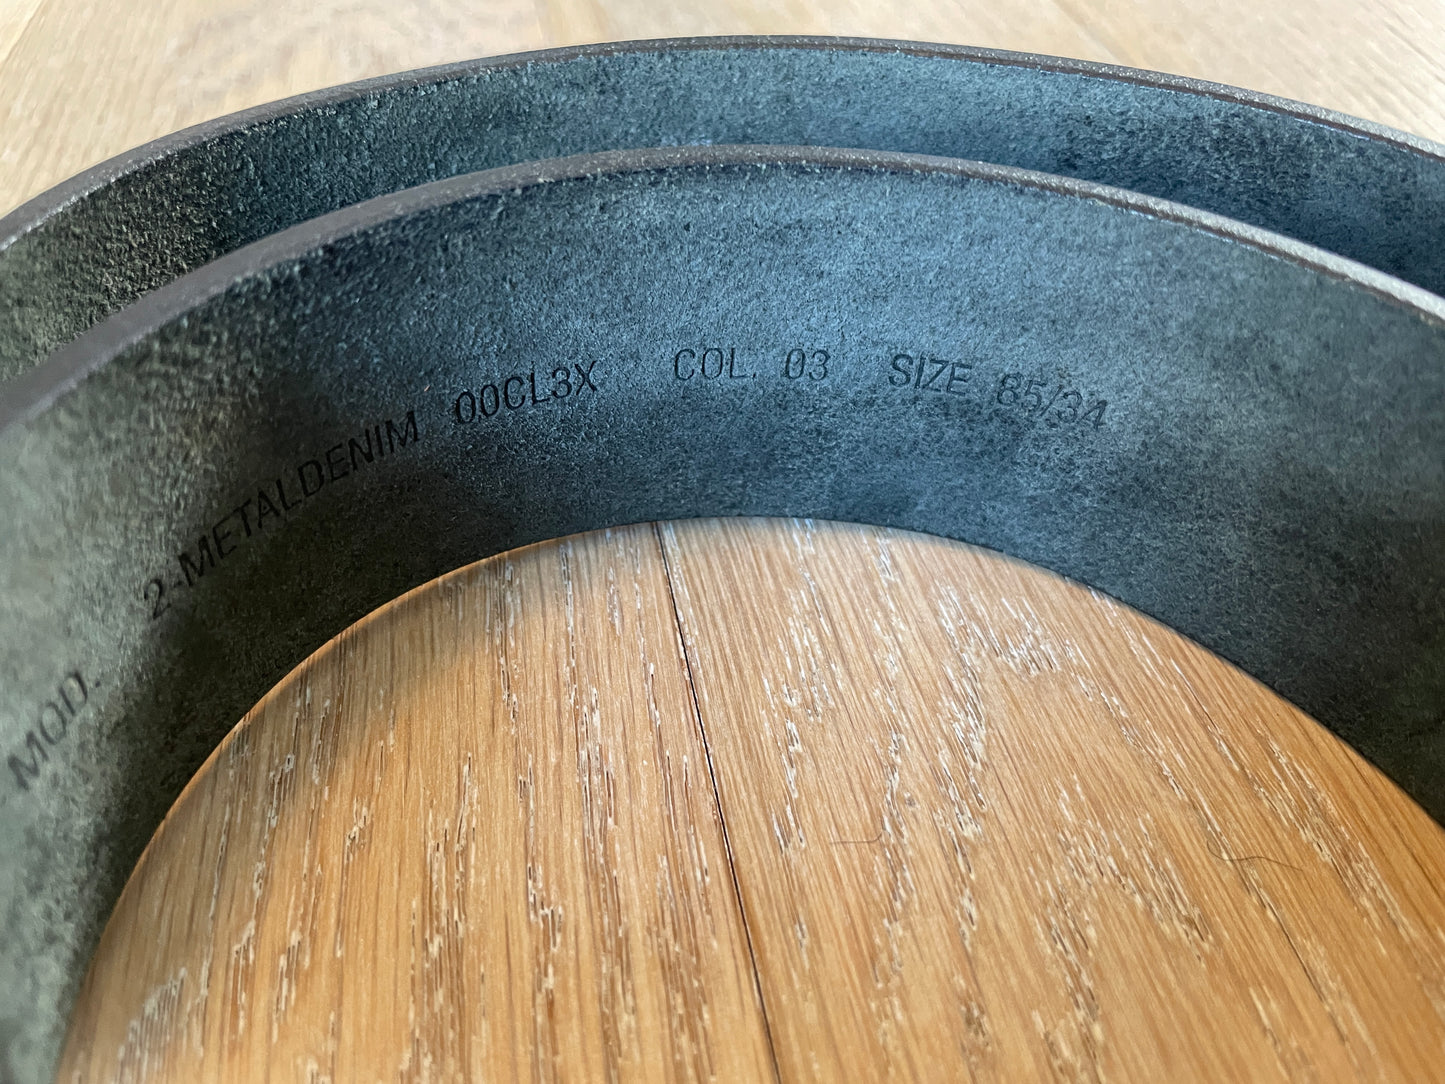 MOD. 2-METALDENIM 00CL3X COL. 03 SIZE 85/34